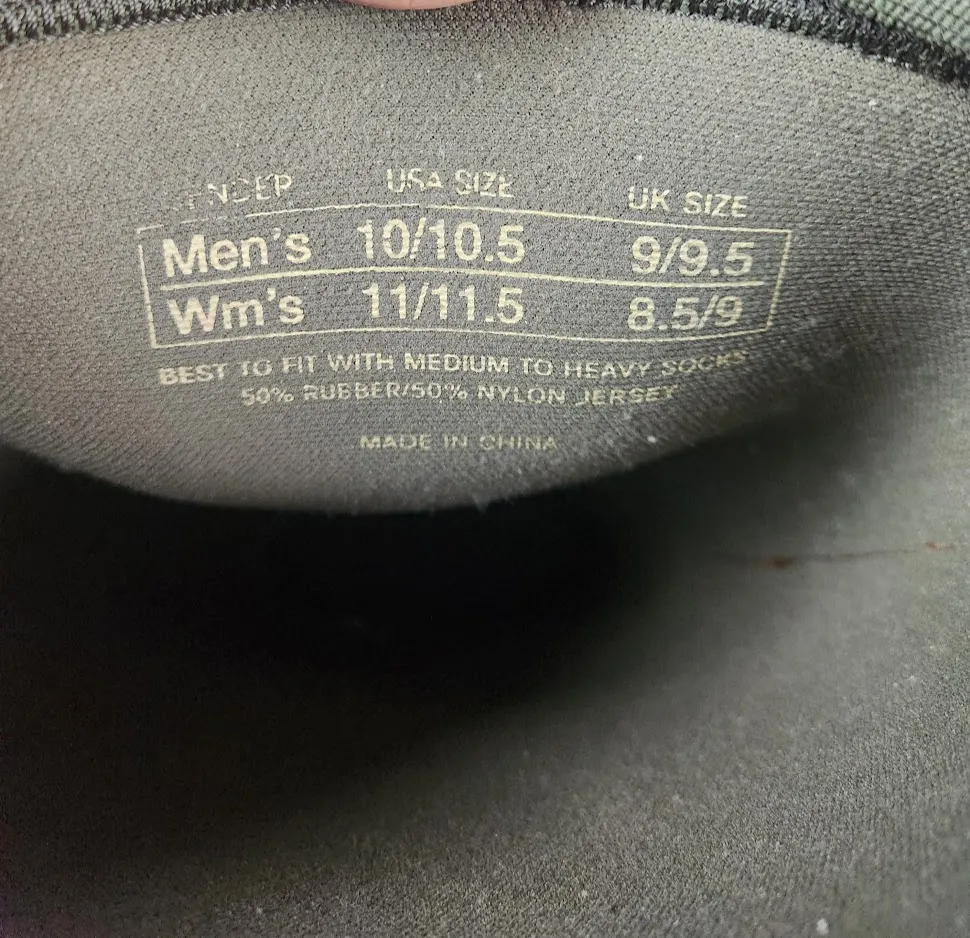 GENDER USA SIZE UK SIZE
Men's 10/10.5 9/9.5
Wm's 11/11.5 8.5/9
BEST TO FIT WITH MEDIUM TO HEAVY SOCKS
50% RUBBER/50% NYLON JERSEY
MADE IN CHINA